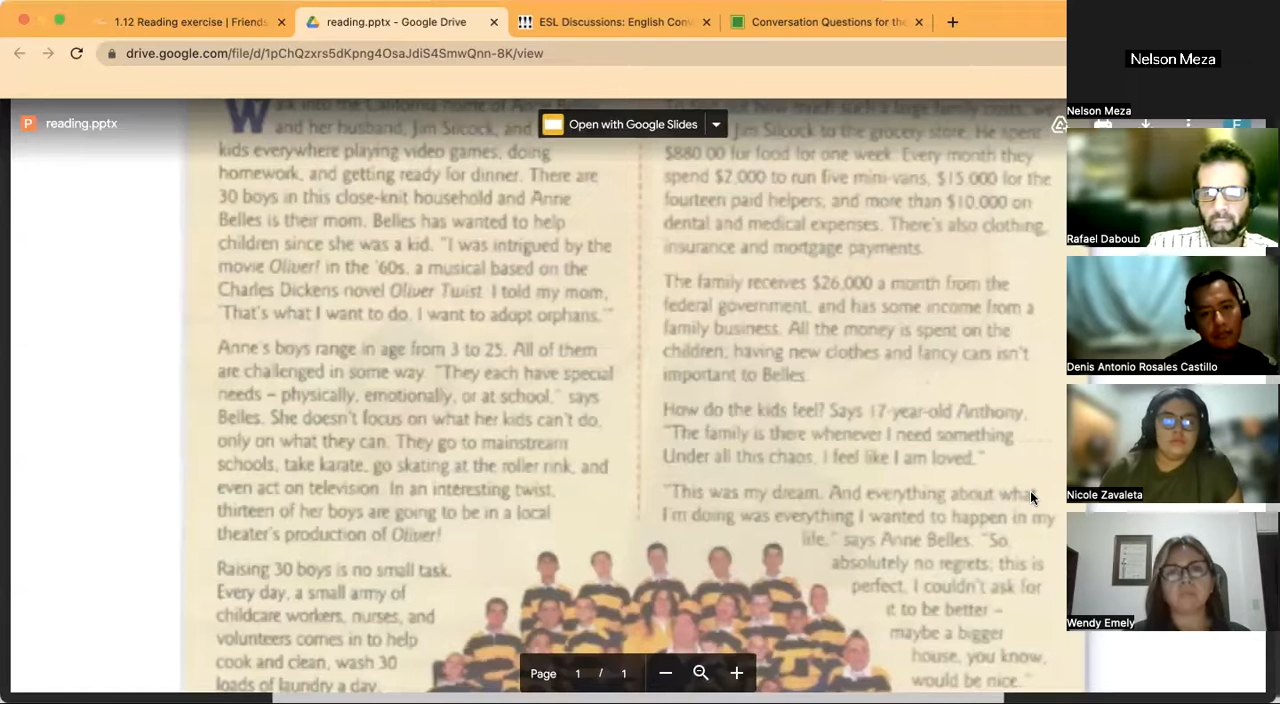 1.12 Reading exercise | Friends
reading.pptx - Google Drive
ESL Discussions: English Conv
Conversation Questions for the
drive.google.com/file/d/1pChQzxrs5dKpng4OsaJdiS4SmwQnn-8K/view
reading.pptx
Open with Google Slides
Walk into the California home of Anne Belles
and her husband, Jim Silcock, and
kids everywhere playing video games, doing
homework, and getting ready for dinner. There are
30 boys in this close-knit household and Anne
Belles is their mom. Belles has wanted to help
children since she was a kid. "I was intrigued by the
movie Oliver! in the '60s, a musical based on the
Charles Dickens novel Oliver Twist. I told my mom,
'That's what I want to do. I want to adopt orphans.'"
Anne's boys range in age from 3 to 25. All of them
are challenged in some way. "They each have special
needs – physically, emotionally, or at school," says
Belles. She doesn't focus on what her kids can't do,
only on what they can. They go to mainstream
schools, take karate, go skating at the roller rink, and
even act on television. In an interesting twist,
thirteen of her boys are going to be in a local
theater's production of Oliver!
Raising 30 boys is no small task.
Every day, a small army of
childcare workers, nurses, and
volunteers comes in to help
cook and clean, wash 30
loads of laundry a day,
how much such a large family costs, we
Jim Silcock to the grocery store. He spent
$880.00 for food for one week. Every month they
spend $2,000 to run five mini-vans, $15,000 for the
fourteen paid helpers, and more than $10,000 on
dental and medical expenses. There's also clothing,
insurance and mortgage payments.
The family receives $26,000 a month from the
federal government, and has some income from a
family business. All the money is spent on the
children; having new clothes and fancy cars isn't
important to Belles.
How do the kids feel? Says 17-year-old Anthony,
"The family is there whenever I need something.
Under all this chaos, I feel like I am loved."
"This was my dream. And everything about what
I'm doing was everything I wanted to happen in my
life," says Anne Belles. "So,
absolutely no regrets; this is
perfect. I couldn't ask for
it to be better –
maybe a bigger
house, you know,
would be nice."
Page 1 / 1
Nelson Meza
Nelson Meza
Rafael Daboub
Denis Antonio Rosales Castillo
Nicole Zavaleta
Wendy Emely